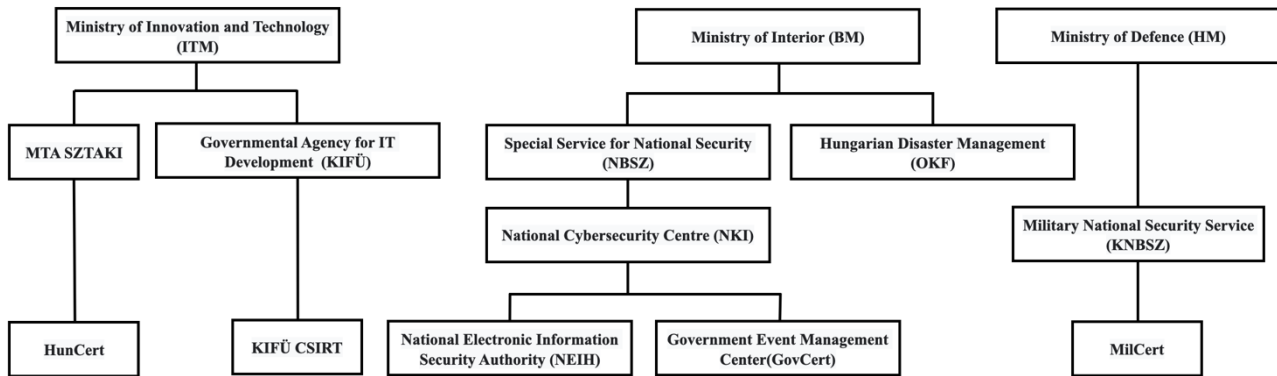 Ministry of Innovation and Technology
(ITM)
Ministry of Interior (BM)
Ministry of Defence (HM)
MTA SZTAKI
Governmental Agency for IT
Development (KIFÜ)
Special Service for National Security
(NBSZ)
Hungarian Disaster Management
(OKF)
National Cybersecurity Centre (NKI)
Military National Security Service
(KNBSZ)
HunCert
KIFÜ CSIRT
National Electronic Information
Security Authority (NEIH)
Government Event Management
Center(GovCert)
MilCert